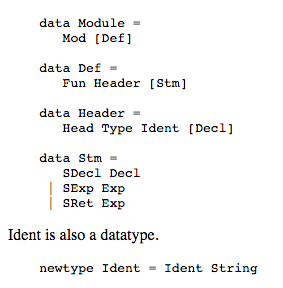 data Module =
Mod [Def]
data Def =
Fun Header [Stm]
data Header =
Head Type Ident [Decl]
data Stm =
SDecl Decl
| SExp Exp
| SRet Exp
Ident is also a datatype.
newtype Ident = Ident String